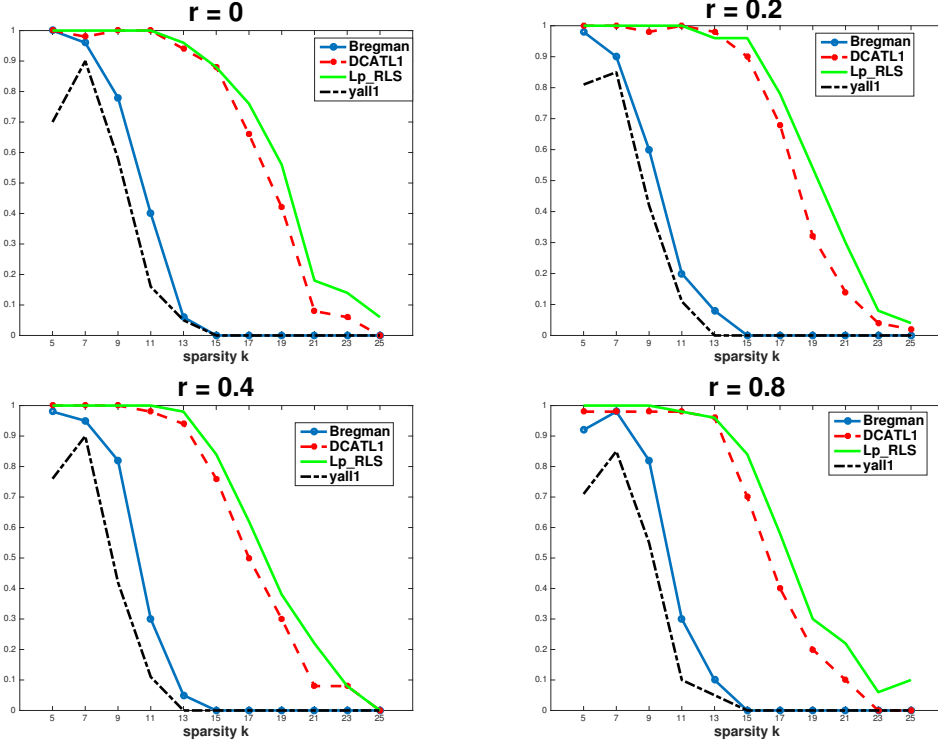 r = 0
1
0.9
0.8
0.7
0.6
0.5
0.4
0.3
0.2
0.1
0
5 7 9 11 13 15 17 19 21 23 25
sparsity k
Bregman
DCATL1
Lp_RLS
yall1
r = 0.2
1
0.9
0.8
0.7
0.6
0.5
0.4
0.3
0.2
0.1
0
5 7 9 11 13 15 17 19 21 23 25
sparsity k
Bregman
DCATL1
Lp_RLS
yall1
r = 0.4
1
0.9
0.8
0.7
0.6
0.5
0.4
0.3
0.2
0.1
0
5 7 9 11 13 15 17 19 21 23 25
sparsity k
Bregman
DCATL1
Lp_RLS
yall1
r = 0.8
1
0.9
0.8
0.7
0.6
0.5
0.4
0.3
0.2
0.1
0
5 7 9 11 13 15 17 19 21 23 25
sparsity k
Bregman
DCATL1
Lp_RLS
yall1